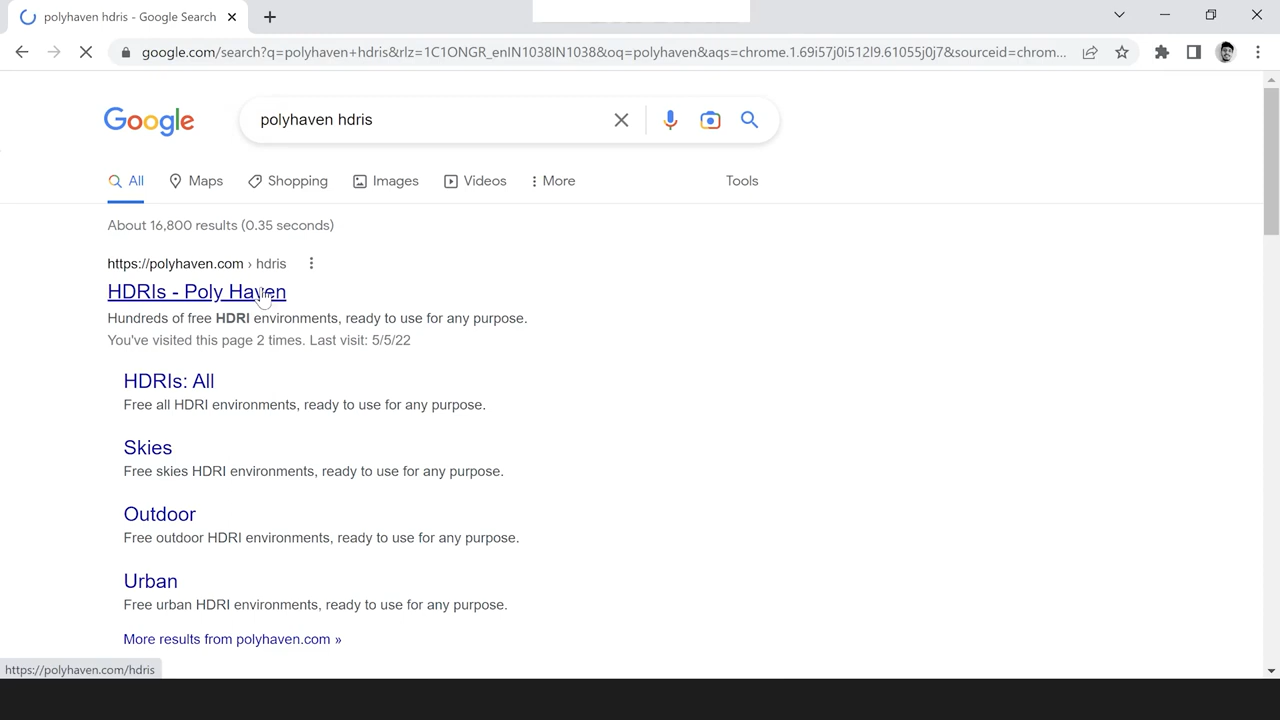 polyhaven hdris - Google Search
google.com/search?q=polyhaven+hdris&rlz=1C1ONGR_enIN1038IN1038&oq=polyhaven&aqs=chrome.1.69i57j0i512l9.61055j0j7&sourceid=chrom...
Google
polyhaven hdris
All Maps Shopping Images Videos More Tools
About 16,800 results (0.35 seconds)
https://polyhaven.com › hdris
HDRIs - Poly Haven
Hundreds of free HDRI environments, ready to use for any purpose.
You've visited this page 2 times. Last visit: 5/5/22
HDRIs: All
Free all HDRI environments, ready to use for any purpose.
Skies
Free skies HDRI environments, ready to use for any purpose.
Outdoor
Free outdoor HDRI environments, ready to use for any purpose.
Urban
Free urban HDRI environments, ready to use for any purpose.
More results from polyhaven.com »
https://polyhaven.com/hdris